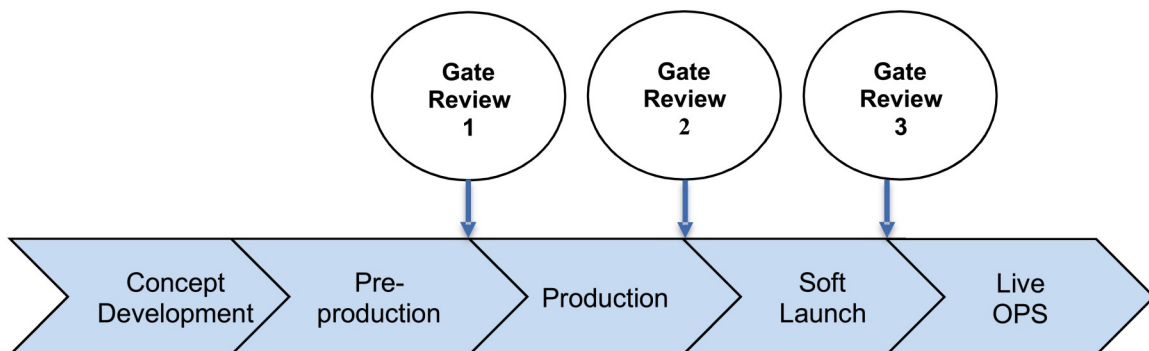 Gate
Review
1
Gate
Review
2
Gate
Review
3
Concept
Development
Pre-
production
Production
Soft
Launch
Live
OPS